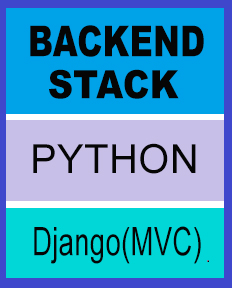 BACKEND
STACK
PYTHON
Django(MVC) .